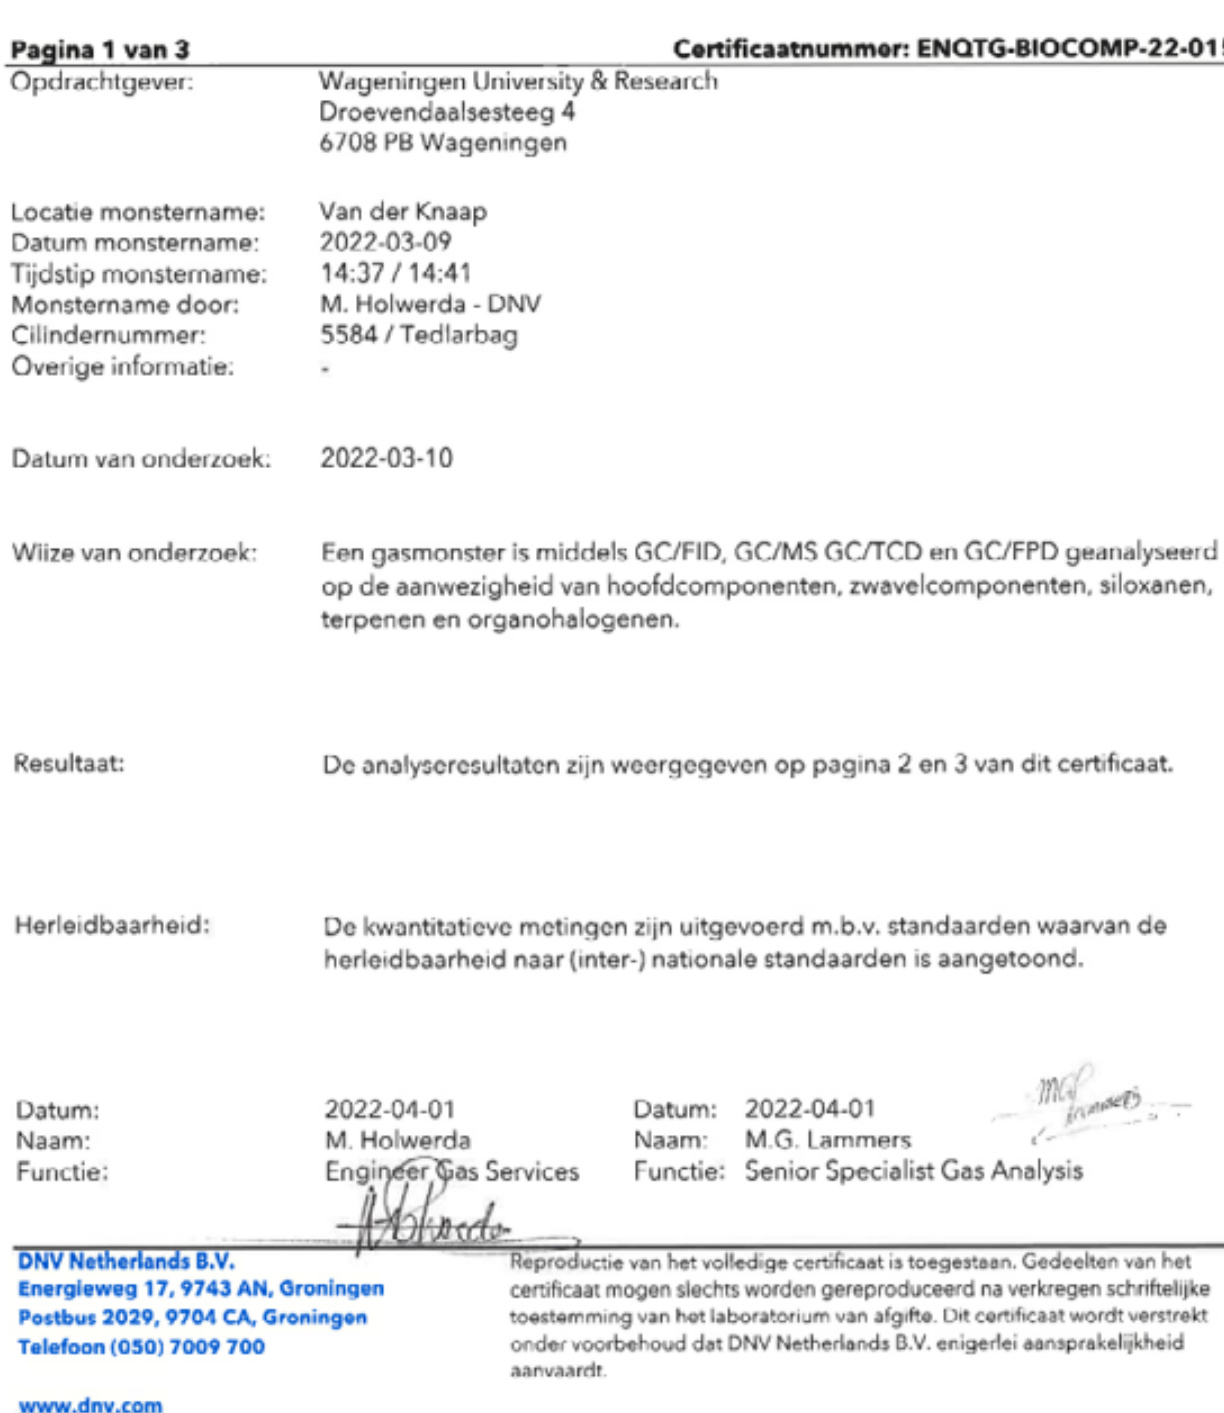 Pagina 1 van 3 Certificaatnummer: ENQTG-BIOCOMP-22-015
Opdrachtgever: Wageningen University & Research
Droevendaalsesteeg 4
6708 PB Wageningen
Locatie monstername: Van der Knaap
Datum monstername: 2022-03-09
Tijdstip monstername: 14:37 / 14:41
Monstername door: M. Holwerda - DNV
Cilindernummer: 5584 / Tedlarbag
Overige informatie: -
Datum van onderzoek: 2022-03-10
Wijze van onderzoek: Een gasmonster is middels GC/FID, GC/MS GC/TCD en GC/FPD geanalyseerd
op de aanwezigheid van hoofdcomponenten, zwavelcomponenten, siloxanen,
terpenen en organohalogenen.
Resultaat: De analyseresultaten zijn weergegeven op pagina 2 en 3 van dit certificaat.
Herleidbaarheid: De kwantitatieve metingen zijn uitgevoerd m.b.v. standaarden waarvan de
herleidbaarheid naar (inter-) nationale standaarden is aangetoond.
Datum: 2022-04-01 Datum: 2022-04-01
Naam: M. Holwerda Naam: M.G. Lammers
Functie: Engineer Gas Services Functie: Senior Specialist Gas Analysis
DNV Netherlands B.V.
Energieweg 17, 9743 AN, Groningen
Postbus 2029, 9704 CA, Groningen
Telefoon (050) 7009 700
www.dnv.com
Reproductie van het volledige certificaat is toegestaan. Gedeelten van het
certificaat mogen slechts worden gereproduceerd na verkregen schriftelijke
toestemming van het laboratorium van afgifte. Dit certificaat wordt verstrekt
onder voorbehoud dat DNV Netherlands B.V. enigerlei aansprakelijkheid
aanvaardt.